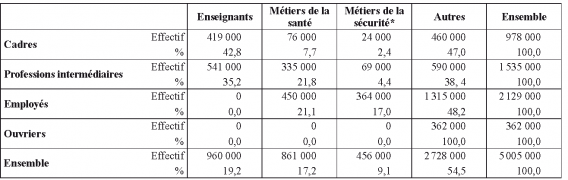 Enseignants Métiers de la santé Métiers de la sécurité* Autres Ensemble
Cadres Effectif 419 000 76 000 24 000 460 000 978 000
% 42,8 7,7 2,4 47,0 100,0
Professions intermédiaires Effectif 541 000 335 000 69 000 590 000 1 535 000
% 35,2 21,8 4,4 38, 4 100,0
Employés Effectif 0 450 000 364 000 1 315 000 2 129 000
% 0,0 21,1 17,0 48,2 100,0
Ouvriers Effectif 0 0 0 362 000 362 000
% 0,0 0,0 0,0 100,0 100,0
Ensemble Effectif 960 000 861 000 456 000 2 728 000 5 005 000
% 19,2 17,2 9,1 54,5 100,0